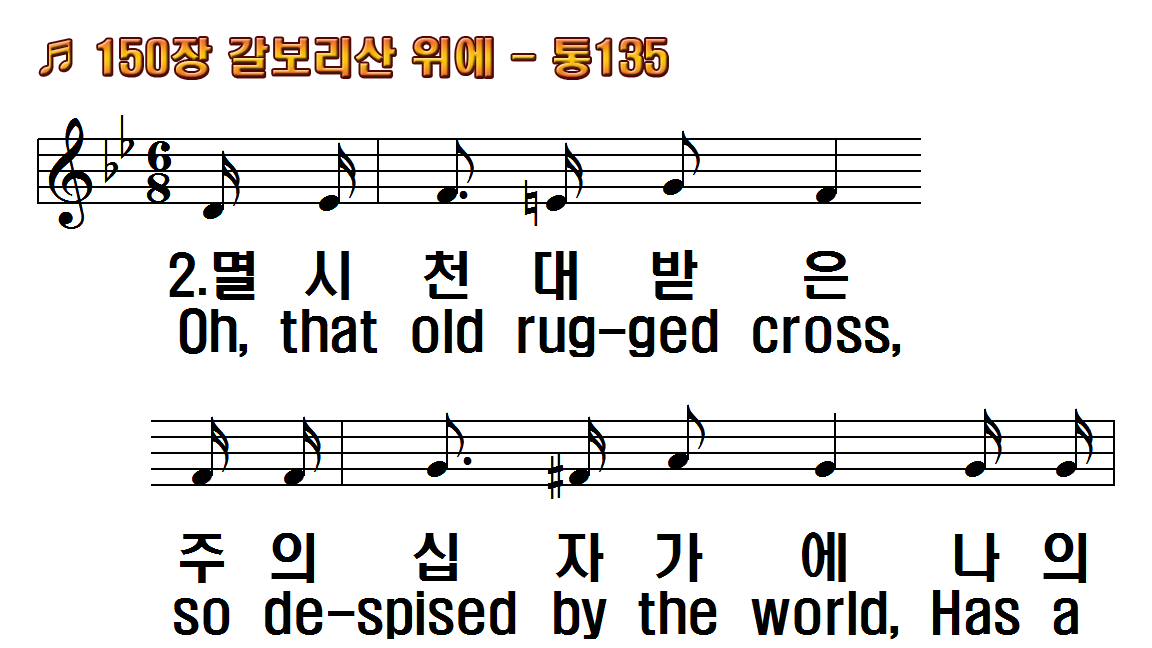 ♬ 150장 갈보리산 위에 - 통135
6
8
2.멸 시 천 대 받 은
Oh, that old rug-ged cross,
주 의 십 자 가 에 나 의
so de-spised by the world, Has a